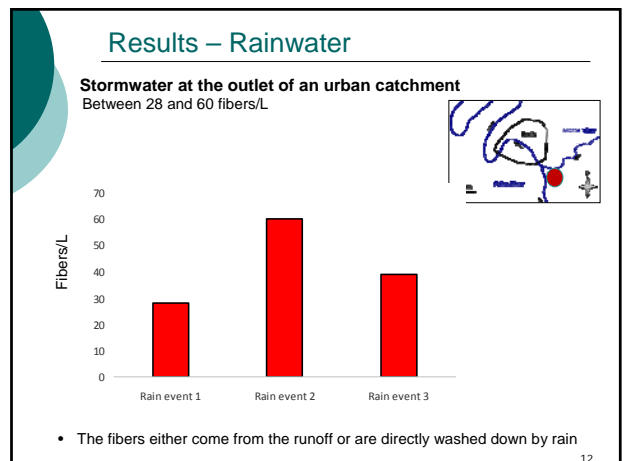 Results – Rainwater
Stormwater at the outlet of an urban catchment
Between 28 and 60 fibers/L
70
60
50
40
30
20
10
0
Fibers/L
Rain event 1 Rain event 2 Rain event 3
• The fibers either come from the runoff or are directly washed down by rain
12